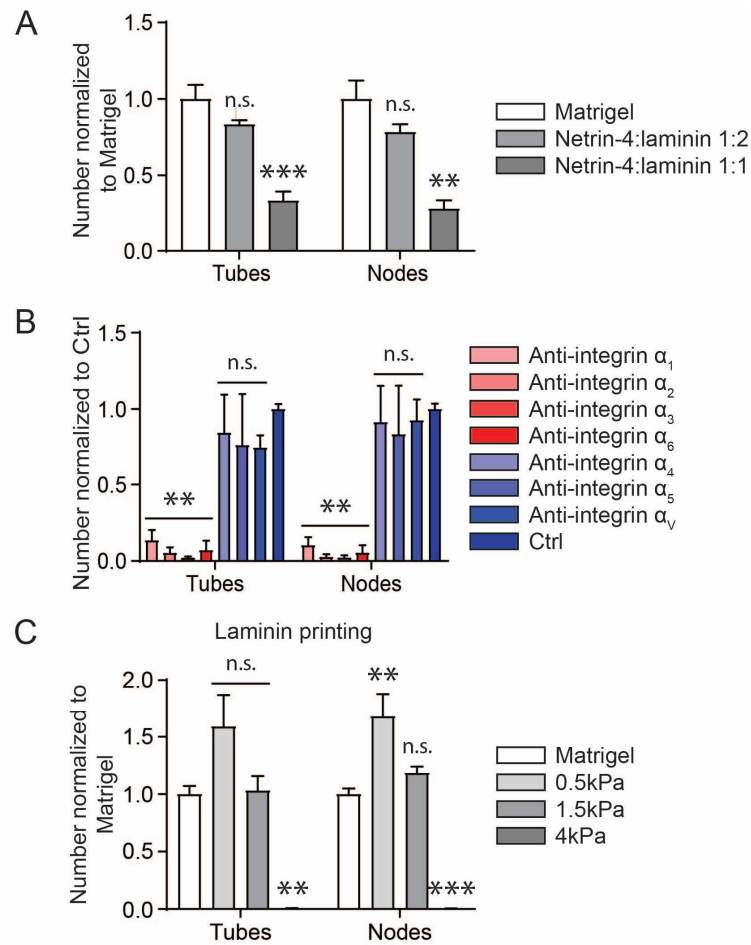 A
Number normalized
to Matrigel
1.5
1.0
0.5
0.0
n.s.
***
n.s.
**
Tubes
Nodes
Matrigel
Netrin-4:laminin 1:2
Netrin-4:laminin 1:1
B
Number normalized to Ctrl
1.5
1.0
0.5
0.0
**
n.s.
**
n.s.
Tubes
Nodes
Anti-integrin α1
Anti-integrin α2
Anti-integrin α3
Anti-integrin α6
Anti-integrin α4
Anti-integrin α5
Anti-integrin αV
Ctrl
C
Laminin printing
Number normalized to
Matrigel
2.0
1.5
1.0
0.5
0.0
n.s.
**
**
n.s.
***
Tubes
Nodes
Matrigel
0.5kPa
1.5kPa
4kPa